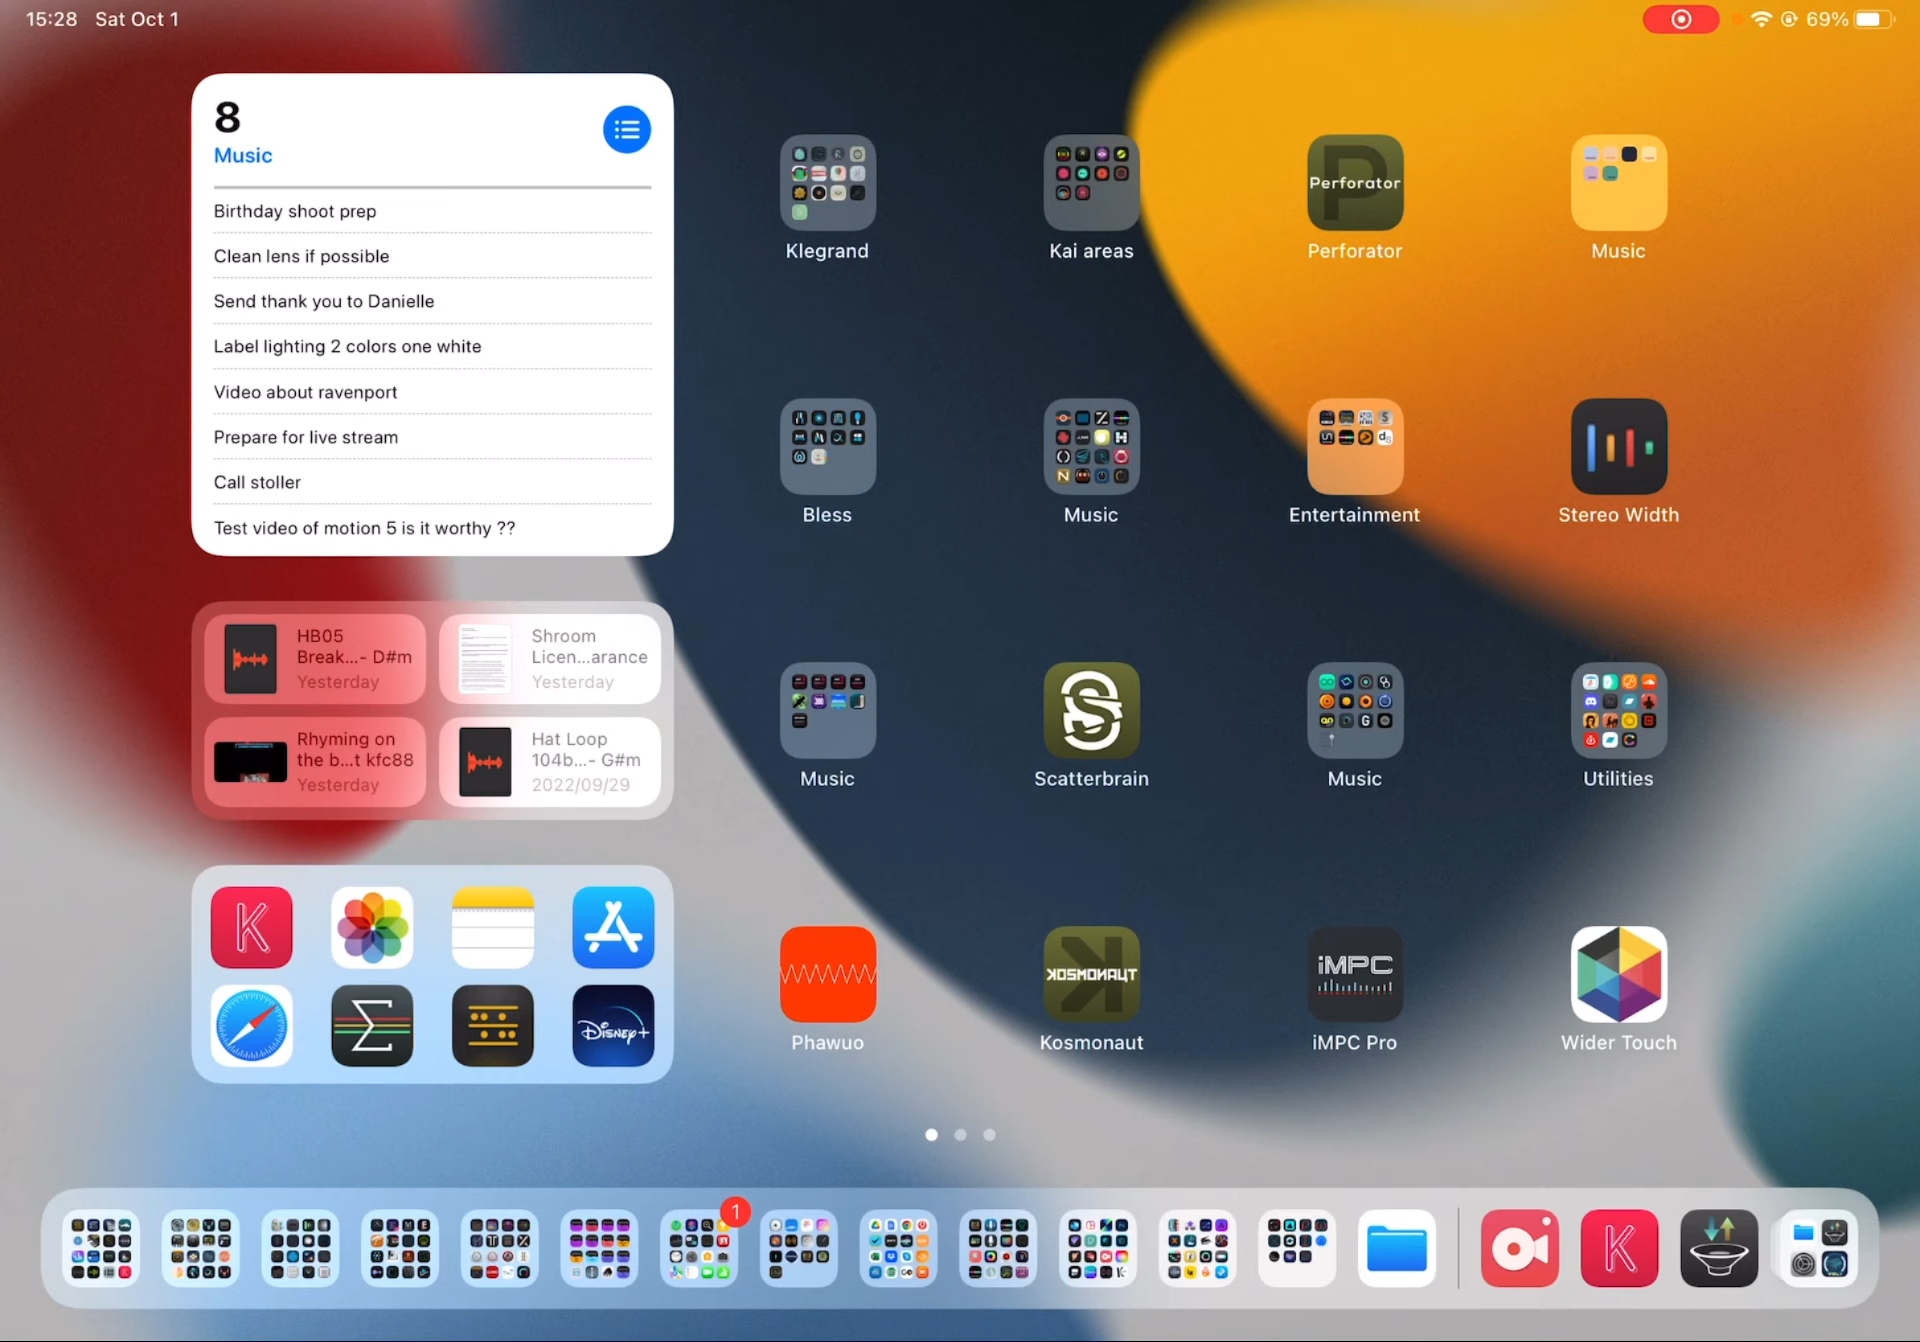 15:28 Sat Oct 1
69%
8
Music
Birthday shoot prep
Clean lens if possible
Send thank you to Danielle
Label lighting 2 colors one white
Video about ravenport
Prepare for live stream
Call stoller
Test video of motion 5 is it worthy ??
HB05
Break...- D#m
Yesterday
Shroom
Licen...arance
Yesterday
Rhyming on
the b...t kfc88
Yesterday
Hat Loop
104b...- G#m
2022/09/29
K
Disney+
Klegrand
Kai areas
Perforator
Perforator
Music
Bless
Music
Entertainment
Stereo Width
Music
Scatterbrain
Music
Utilities
Phawuo
KOSMONAUT
Kosmonaut
iMPC
iMPC Pro
Wider Touch
1
K